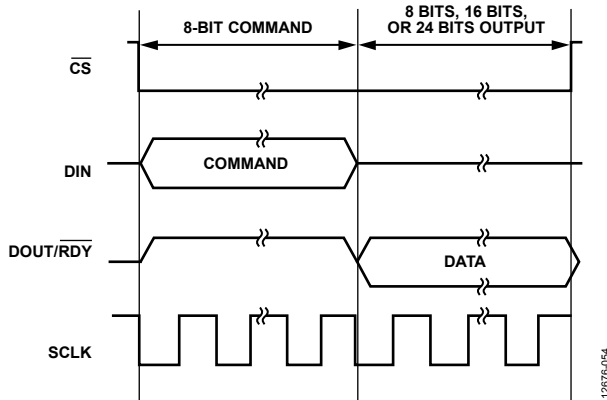 8-BIT COMMAND
8 BITS, 16 BITS,
OR 24 BITS OUTPUT
CS
DIN
COMMAND
DOUT/RDY
DATA
SCLK
12676-054